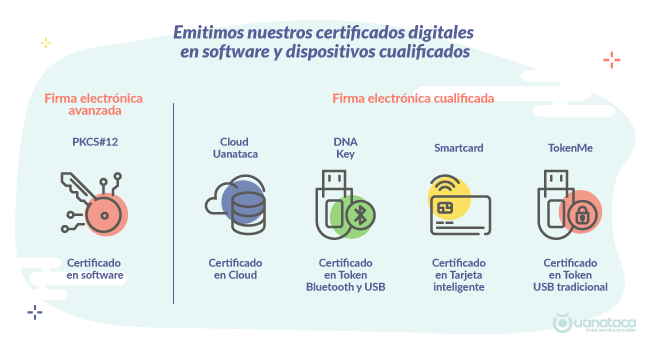 Emitimos nuestros certificados digitales
en software y dispositivos cualificados
Firma electrónica
avanzada
Firma electrónica cualificada
PKCS#12
Cloud
Uanataca
DNA
Key
Smartcard
TokenMe
Certificado
en software
Certificado
en Cloud
Certificado
en Token
Bluetooth y USB
Certificado
en Tarjeta
inteligente
Certificado
en Token
USB tradicional
uanataca
trust service provider